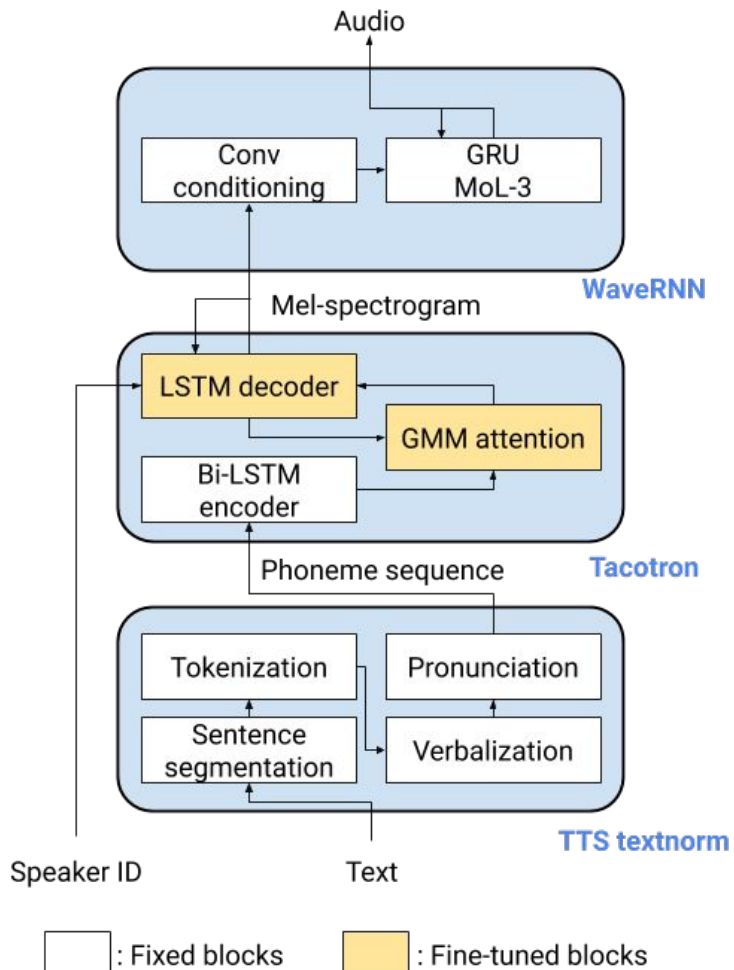 Audio
Conv
conditioning
GRU
MoL-3
WaveRNN
Mel-spectrogram
LSTM decoder
GMM attention
Bi-LSTM
encoder
Tacotron
Phoneme sequence
Tokenization
Pronunciation
Sentence
segmentation
Verbalization
TTS textnorm
Speaker ID
Text
: Fixed blocks
: Fine-tuned blocks